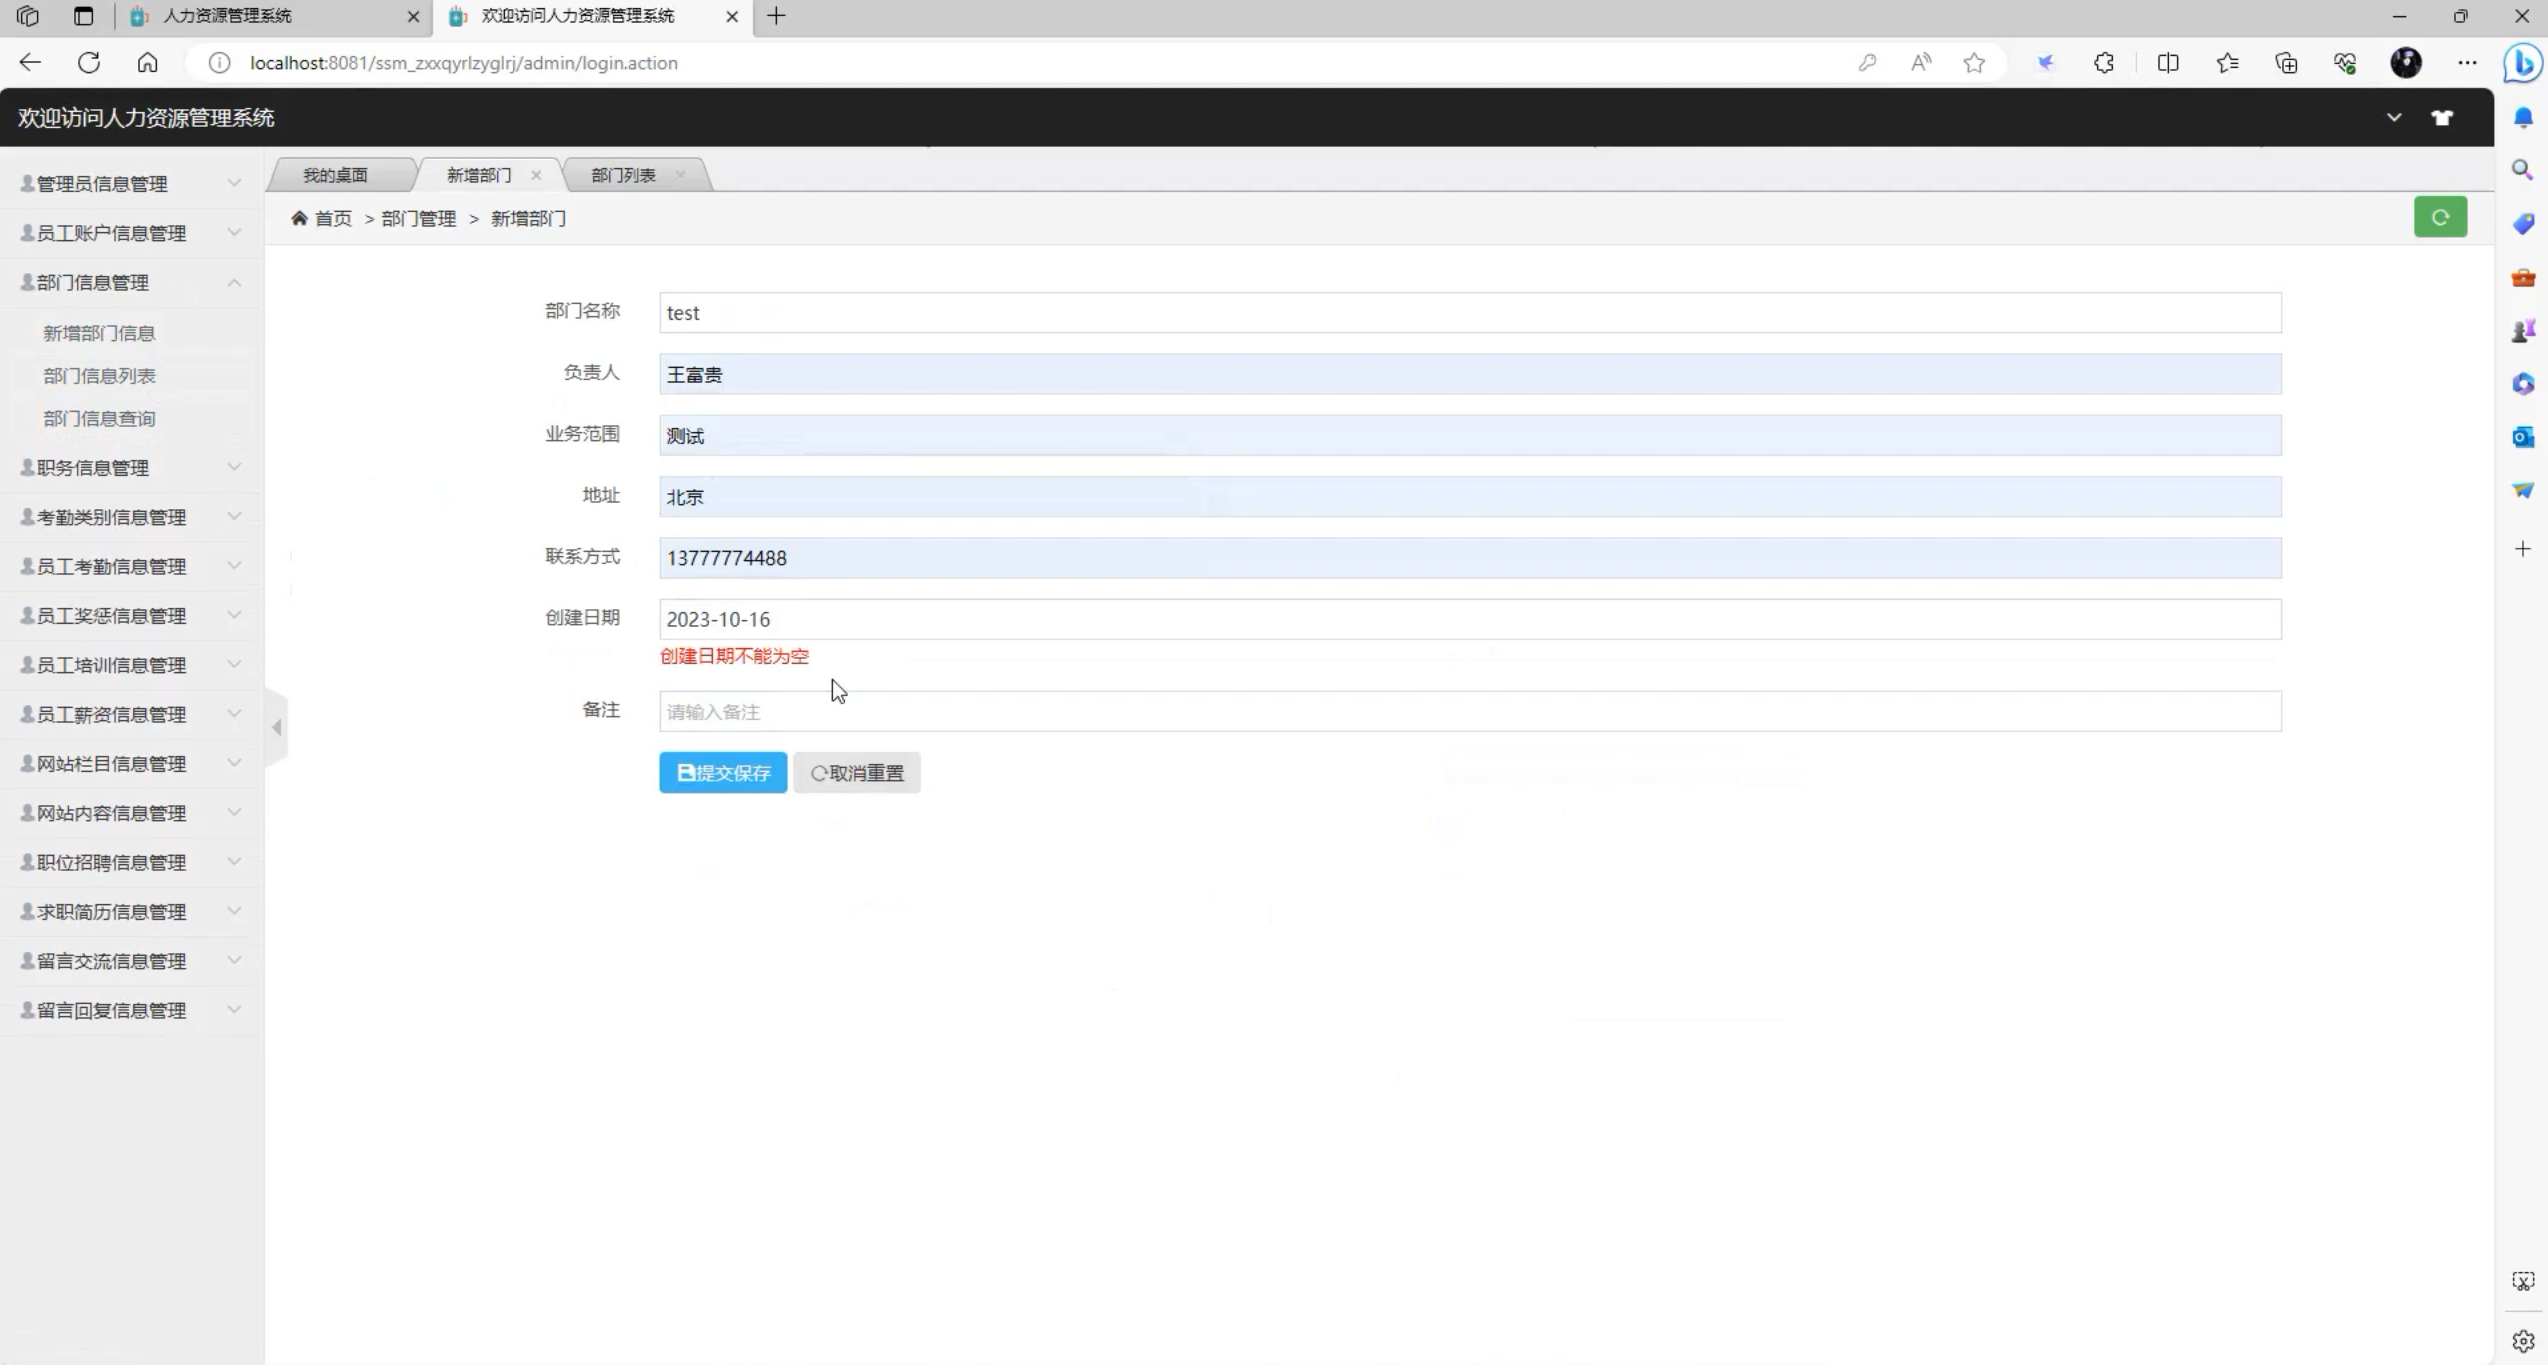 人力资源管理系统
欢迎访问人力资源管理系统
localhost:8081/ssm_zxxqyrlzyglrj/admin/login.action
欢迎访问人力资源管理系统
管理员信息管理
员工账户信息管理
部门信息管理
新增部门信息
部门信息列表
部门信息查询
职务信息管理
考勤类别信息管理
员工考勤信息管理
员工奖惩信息管理
员工培训信息管理
员工薪资信息管理
网站栏目信息管理
网站内容信息管理
职位招聘信息管理
求职简历信息管理
留言交流信息管理
留言回复信息管理
我的桌面
新增部门
部门列表
首页 > 部门管理 > 新增部门
部门名称 test
负责人 王富贵
业务范围 测试
地址 北京
联系方式 13777774488
创建日期 2023-10-16
创建日期不能为空
备注 请输入备注
提交保存 取消重置